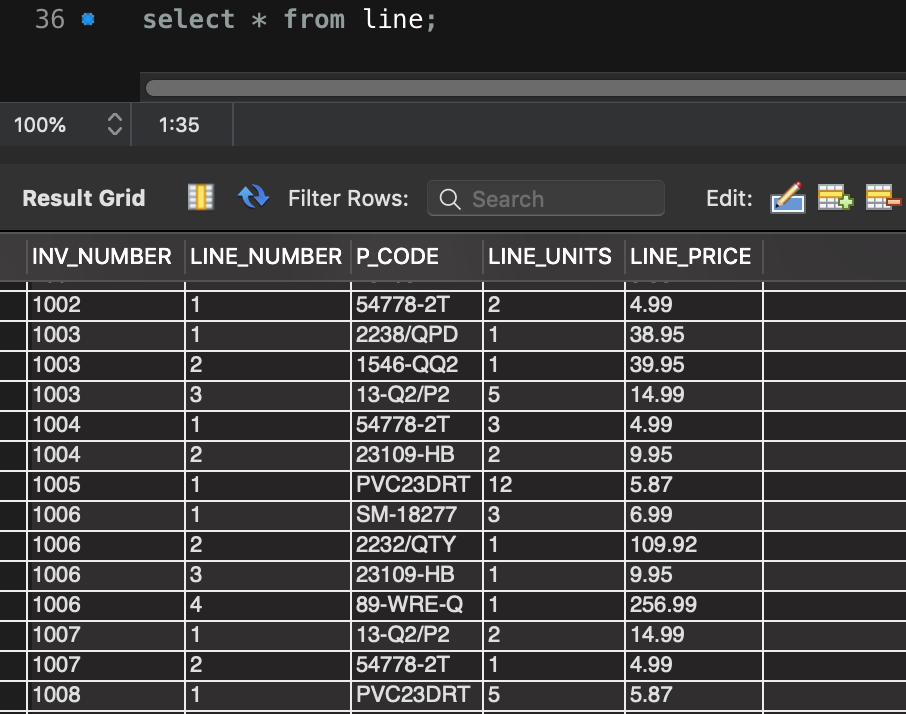 36 select * from line;
100% 1:35
Result Grid Filter Rows: Search Edit:
INV_NUMBER LINE_NUMBER P_CODE LINE_UNITS LINE_PRICE
1002 1 54778-2T 2 4.99
1003 1 2238/QPD 1 38.95
1003 2 1546-QQ2 1 39.95
1003 3 13-Q2/P2 5 14.99
1004 1 54778-2T 3 4.99
1004 2 23109-HB 2 9.95
1005 1 PVC23DRT 12 5.87
1006 1 SM-18277 3 6.99
1006 2 2232/QTY 1 109.92
1006 3 23109-HB 1 9.95
1006 4 89-WRE-Q 1 256.99
1007 1 13-Q2/P2 2 14.99
1007 2 54778-2T 1 4.99
1008 1 PVC23DRT 5 5.87